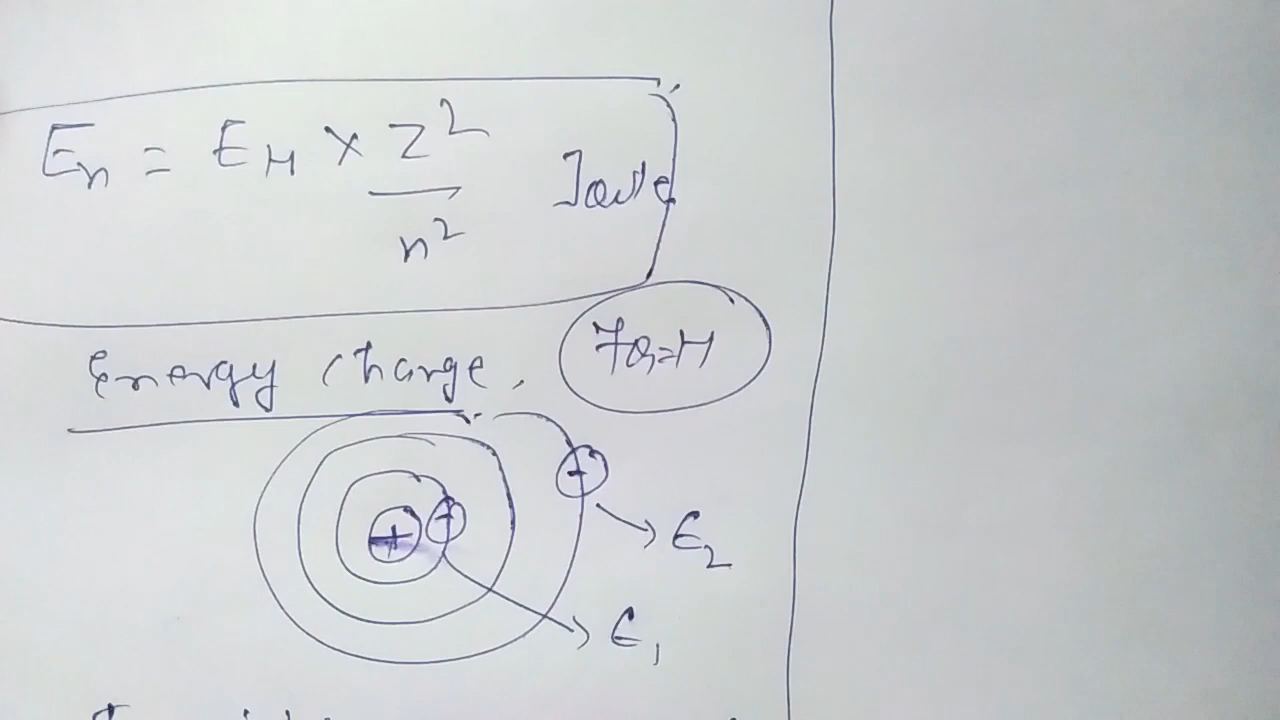 En = EH × Z²/n² Joule
Energy Change. For H
+ -
-
E2
E1